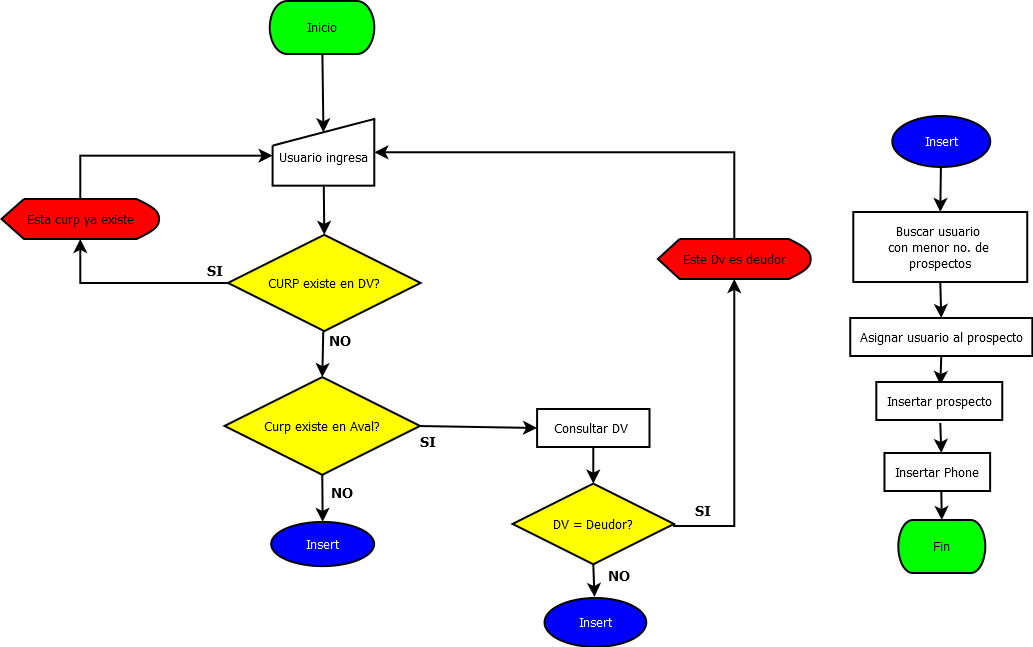 Inicio
Usuario ingresa
Esta curp ya existe
SI
CURP existe en DV?
NO
Curp existe en Aval?
SI
NO
Insert
Consultar DV
DV = Deudor?
SI
NO
Insert
Este Dv es deudor
Insert
Buscar usuario
con menor no. de
prospectos
Asignar usuario al prospecto
Insertar prospecto
Insertar Phone
Fin